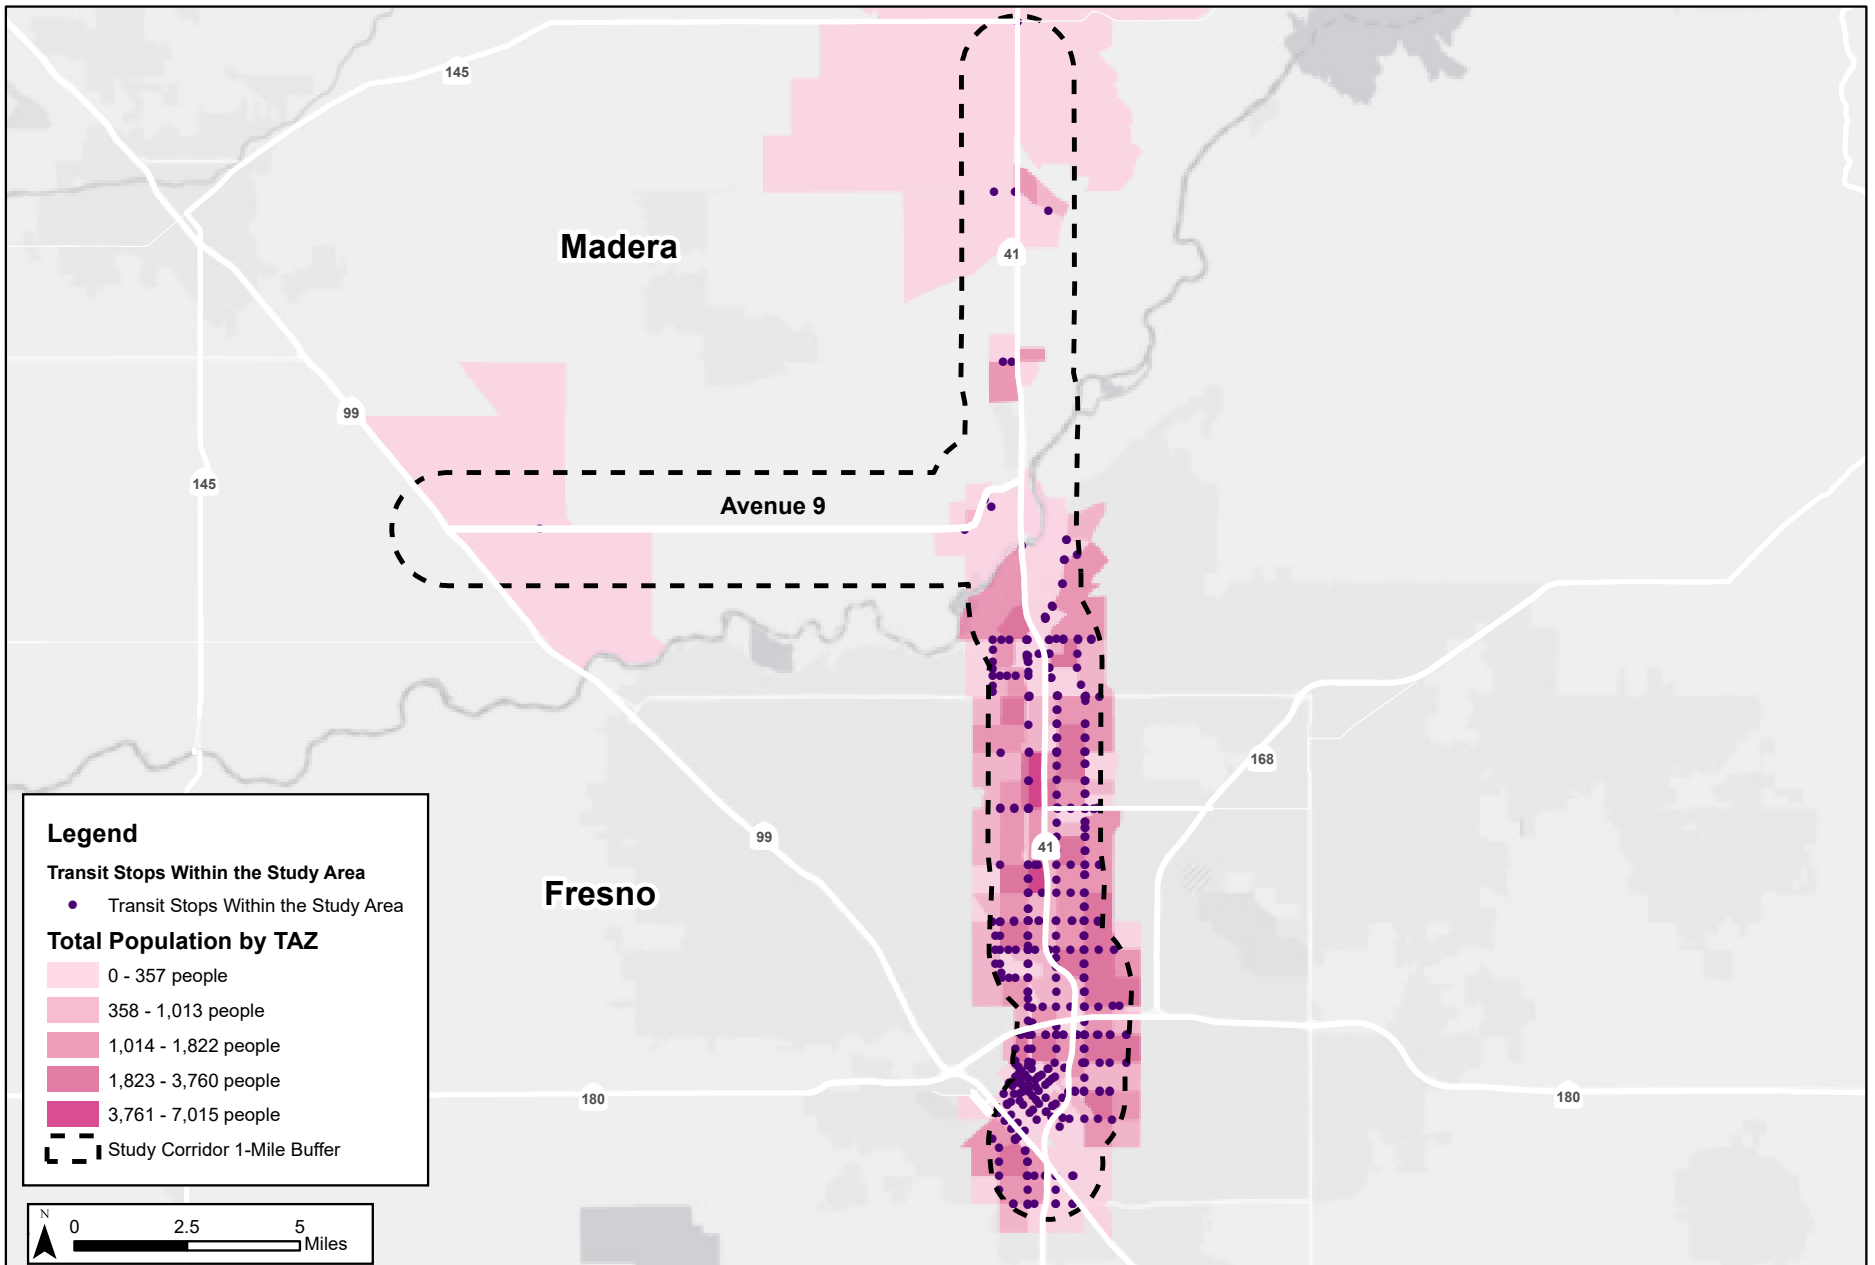 145
Madera
41
99
145
Avenue 9
168
99
41
Fresno
180
180
Legend
Transit Stops Within the Study Area
Transit Stops Within the Study Area
Total Population by TAZ
0 - 357 people
358 - 1,013 people
1,014 - 1,822 people
1,823 - 3,760 people
3,761 - 7,015 people
Study Corridor 1-Mile Buffer
N
0 2.5 5
Miles